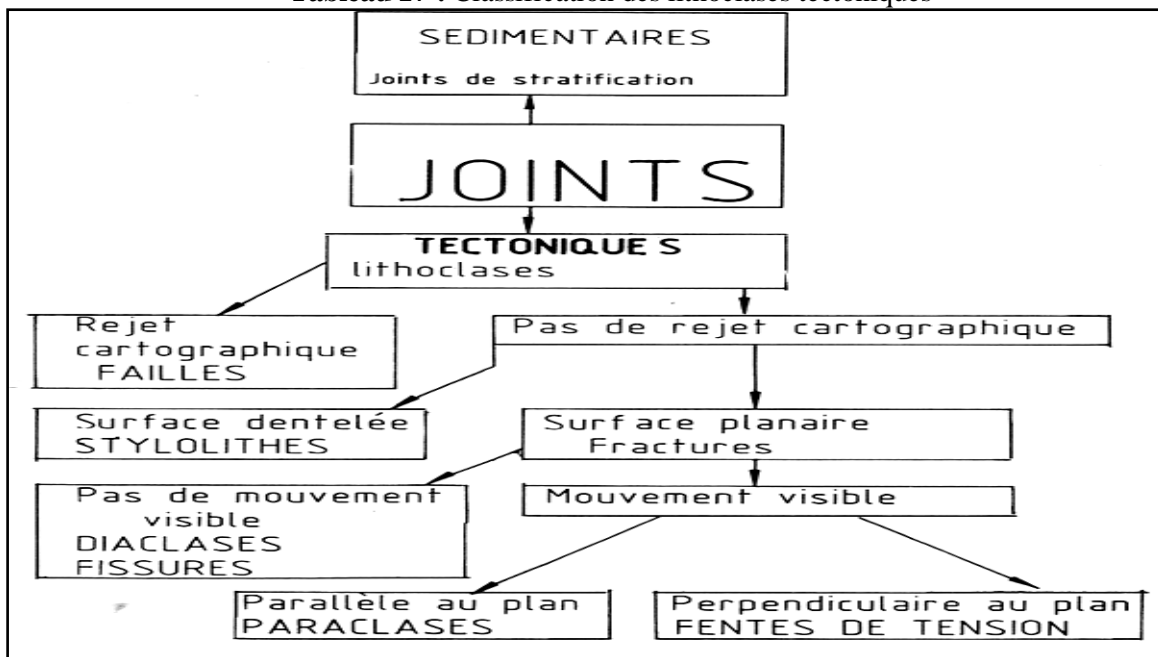 Tableau 27 : Classification des lithoclases tectoniques
SEDIMENTAIRES
Joints de stratification
JOINTS
TECTONIQUES
lithoclases
Rejet
cartographique
FAILLES
Pas de rejet cartographique
Surface dentelée
STYLOLITHES
Surface planaire
Fractures
Pas de mouvement
visible
DIACLASES
FISSURES
Mouvement visible
Parallèle au plan
PARACLASES
Perpendiculaire au plan
FENTES DE TENSION